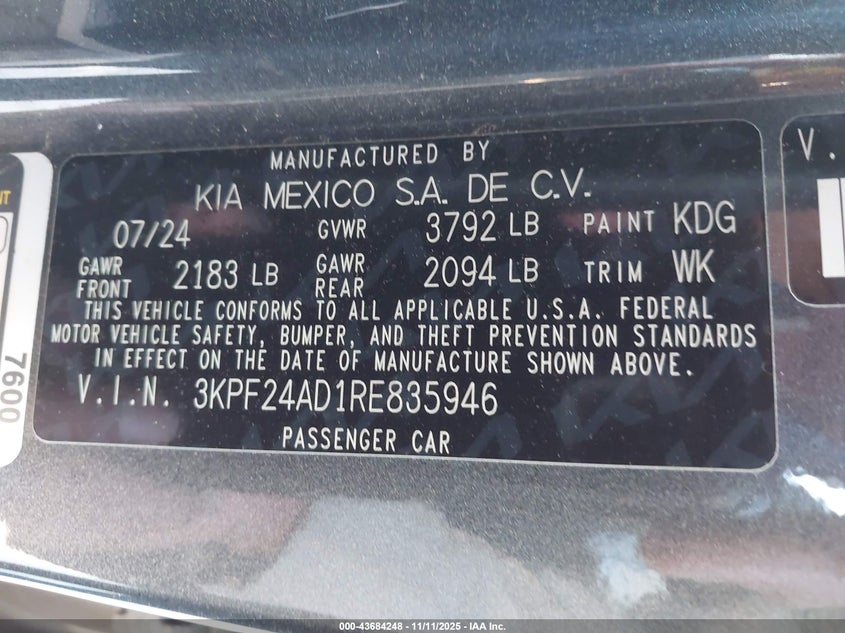 MANUFACTURED BY
KIA MEXICO S.A. DE C.V.
07/24 GVWR 3792 LB PAINT KDG
GAWR FRONT 2183 LB GAWR REAR 2094 LB TRIM WK
THIS VEHICLE CONFORMS TO ALL APPLICABLE U.S.A. FEDERAL
MOTOR VEHICLE SAFETY, BUMPER, AND THEFT PREVENTION STANDARDS
IN EFFECT ON THE DATE OF MANUFACTURE SHOWN ABOVE.
V.I.N. 3KPF24AD1RE835946
PASSENGER CAR
7600
V.
000-43684248 - 11/11/2025 - IAA Inc.